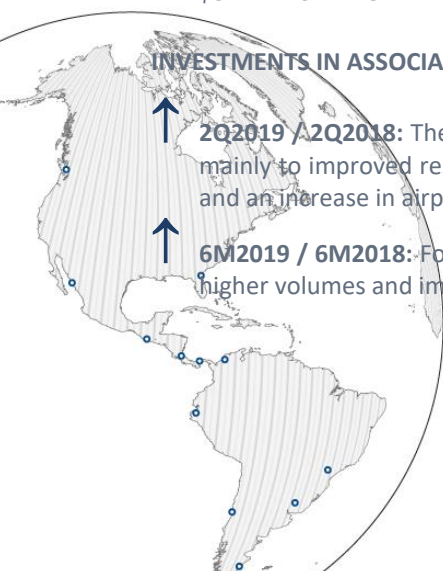 INVESTMENTS IN ASSOCIA
2Q2019 / 2Q2018: The
mainly to improved re
and an increase in airp
6M2019 / 6M2018: Fo
higher volumes and im